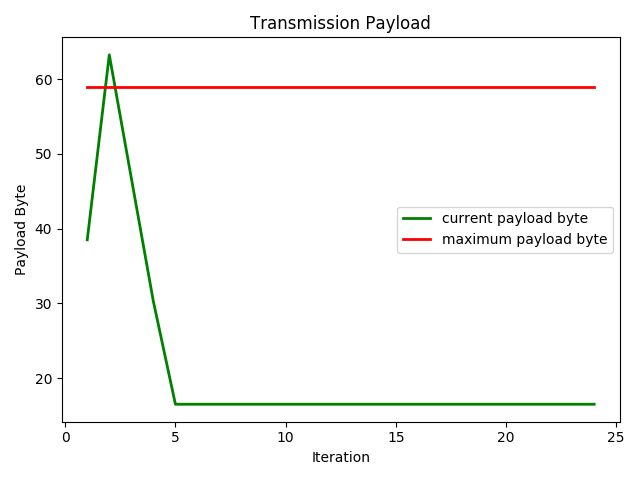 Transmission Payload
Payload Byte
60
50
40
30
20
current payload byte
maximum payload byte
0 5 10 15 20 25
Iteration